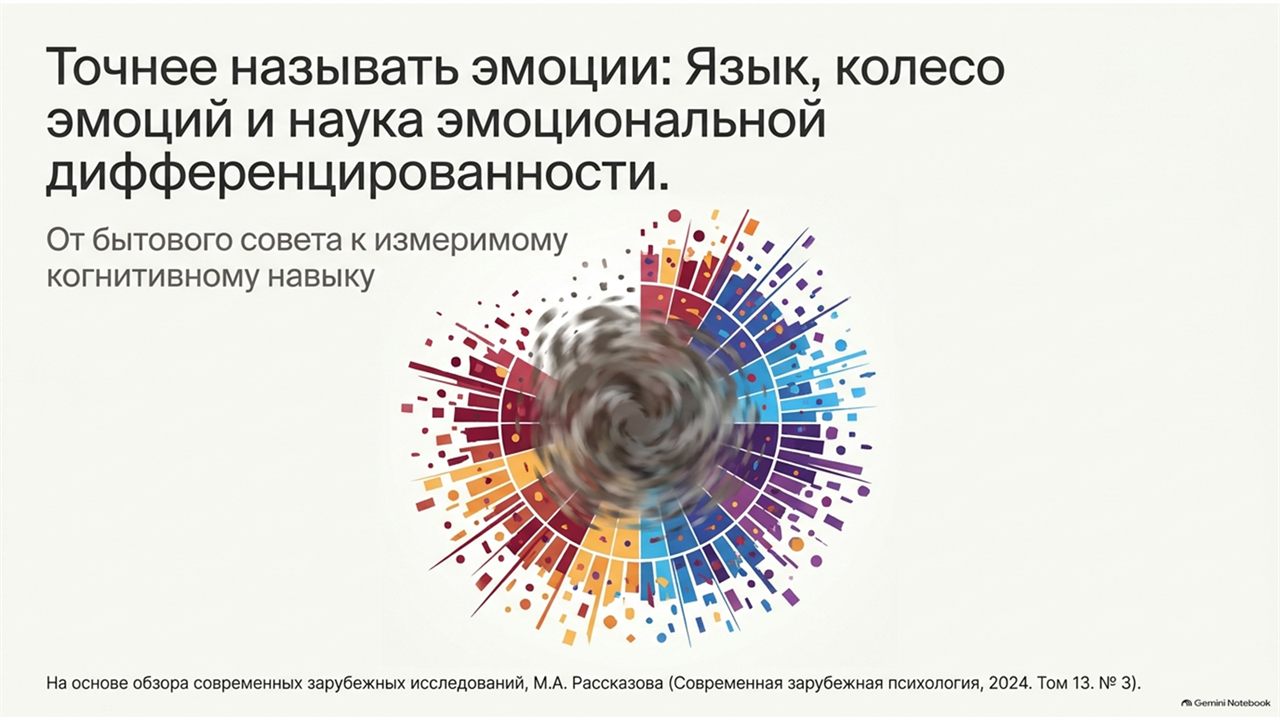 Точнее называть эмоции: Язык, колесо
эмоций и наука эмоциональной
дифференцированности.
От бытового совета к измеримому
когнитивному навыку
На основе обзора современных зарубежных исследований, М.А. Рассказова (Современная зарубежная психология, 2024. Том 13. № 3).
Gemini Notebook